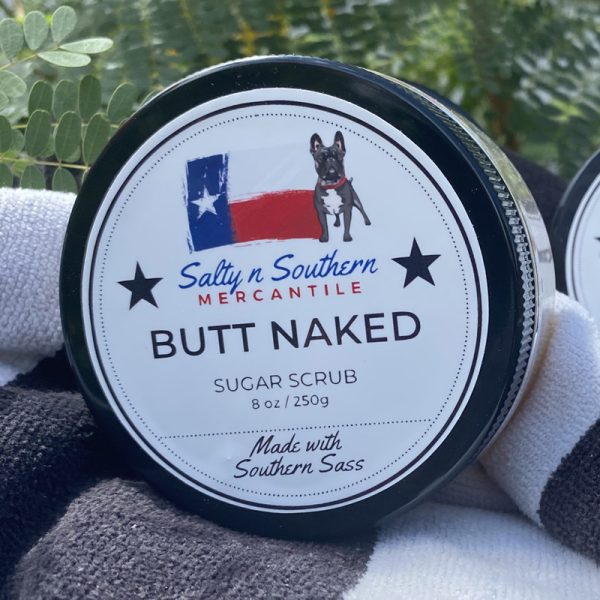 Salty n Southern
MERCANTILE
BUTT NAKED
SUGAR SCRUB
8 oz / 250g
Made with
Southern Sass